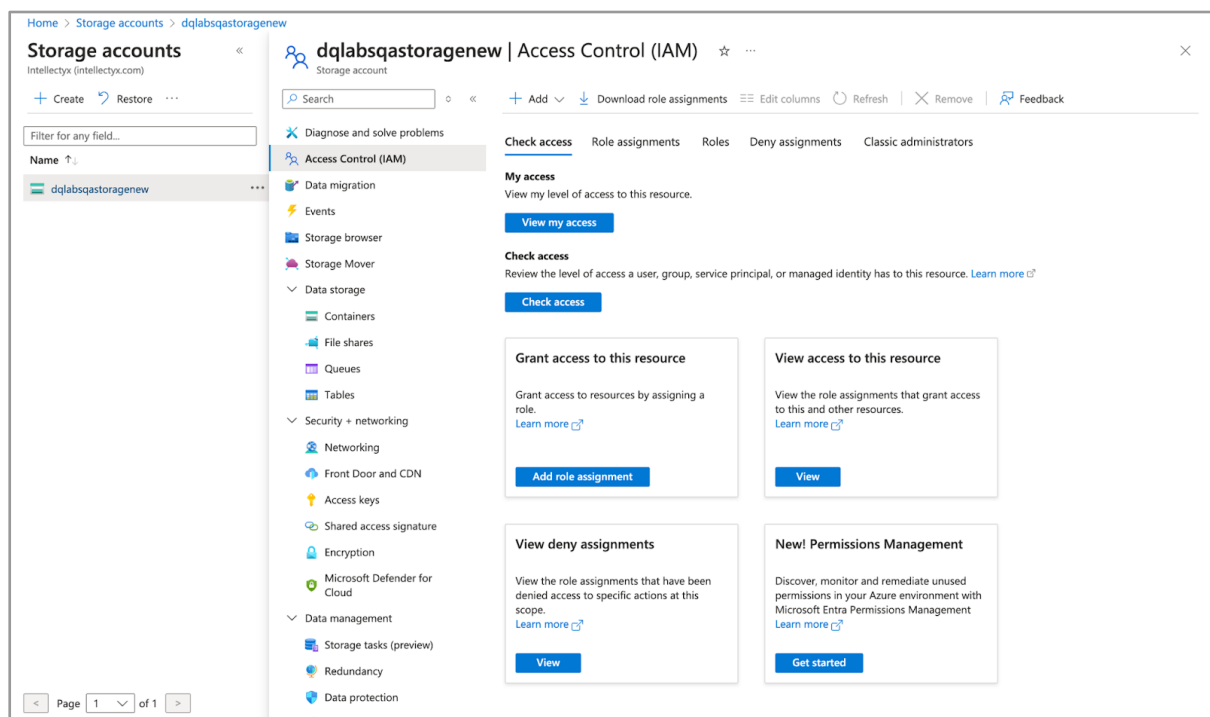 Home > Storage accounts > dqlabsqastoragenew
Storage accounts «
Intellectyx (intellectyx.com)
+ Create Restore ···
Filter for any field...
Name ↑↓
dqlabsqastoragenew ···
< Page 1 of 1 >
dqlabsqastoragenew | Access Control (IAM) ☆ ···
Storage account
Search «
Diagnose and solve problems
Access Control (IAM)
Data migration
Events
Storage browser
Storage Mover
Data storage
Containers
File shares
Queues
Tables
Security + networking
Networking
Front Door and CDN
Access keys
Shared access signature
Encryption
Microsoft Defender for
Cloud
Data management
Storage tasks (preview)
Redundancy
Data protection
+ Add Download role assignments Edit columns Refresh Remove Feedback
Check access Role assignments Roles Deny assignments Classic administrators
My access
View my level of access to this resource.
View my access
Check access
Review the level of access a user, group, service principal, or managed identity has to this resource. Learn more
Check access
Grant access to this resource
Grant access to resources by assigning a
role.
Learn more
Add role assignment
View access to this resource
View the role assignments that grant access
to this and other resources.
Learn more
View
View deny assignments
View the role assignments that have been
denied access to specific actions at this
scope.
Learn more
View
New! Permissions Management
Discover, monitor and remediate unused
permissions in your Azure environment with
Microsoft Entra Permissions Management
Learn more
Get started